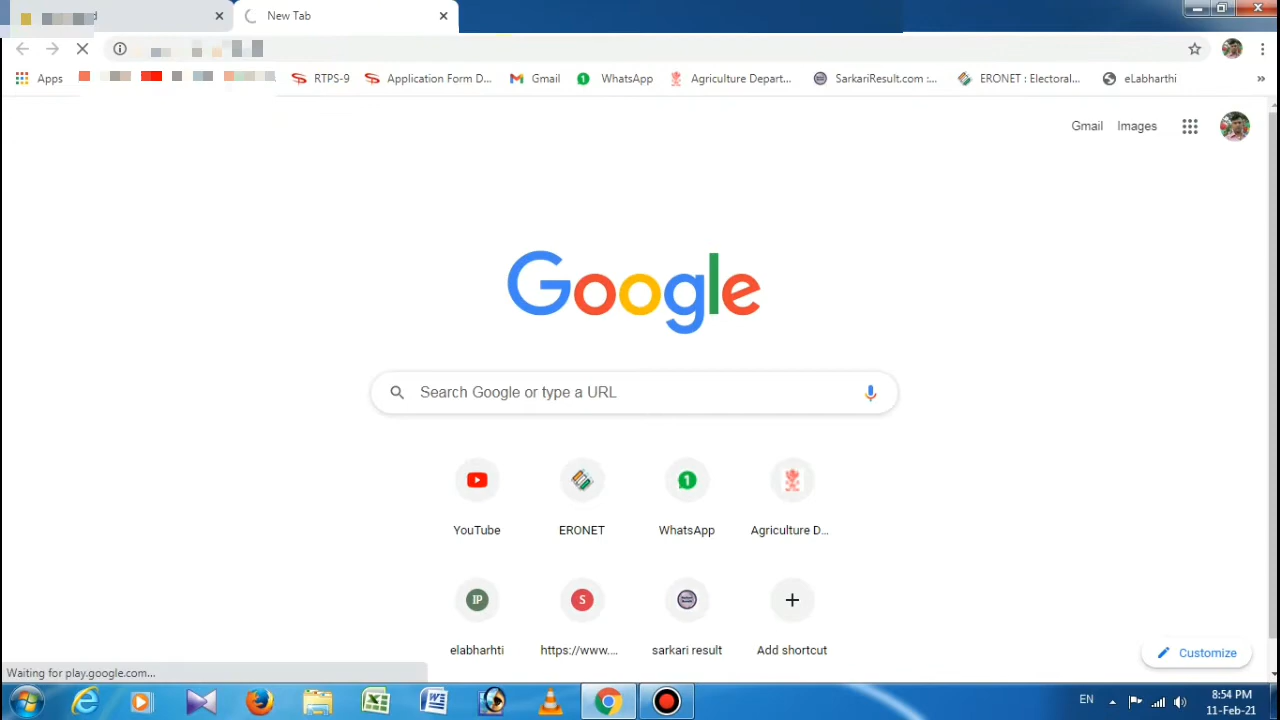 New Tab
Apps RTPS-9 Application Form D... Gmail WhatsApp Agriculture Depart... SarkariResult.com :... ERONET : Electoral... eLabharthi »
Gmail Images
Google
Search Google or type a URL
YouTube ERONET WhatsApp Agriculture D...
IP S
elabharhti https://www.... sarkari result Add shortcut
Customize
Waiting for play.google.com...
EN 8:54 PM
11-Feb-21